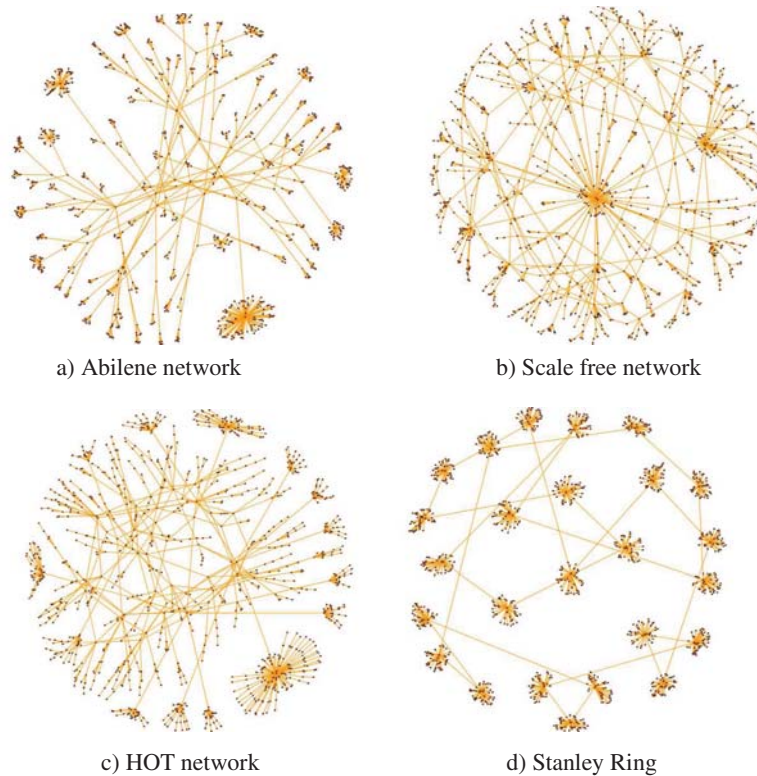 a) Abilene network
b) Scale free network
c) HOT network
d) Stanley Ring